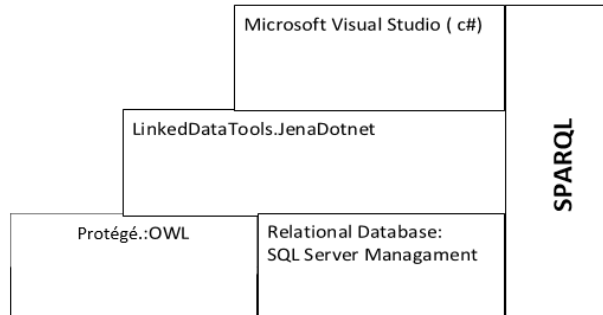 Microsoft Visual Studio ( c#)
LinkedDataTools.JenaDotnet
SPARQL
Protégé.:OWL
Relational Database:
SQL Server Managament